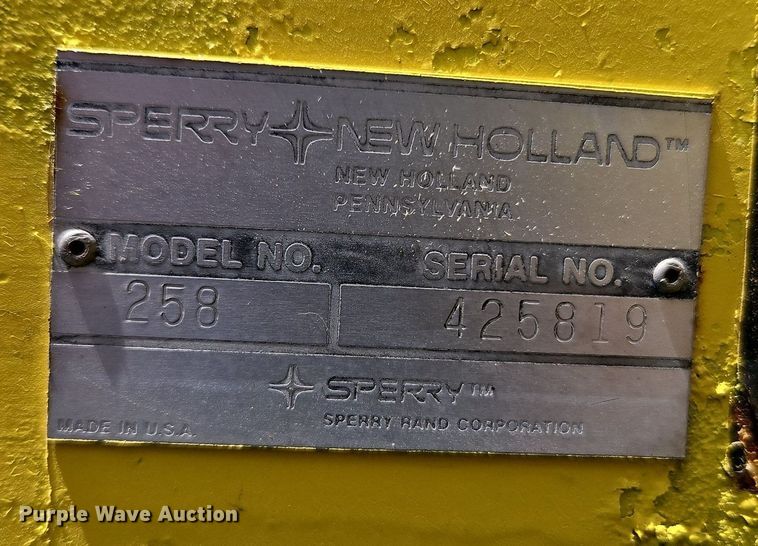 SPERRY NEW HOLLAND™
NEW HOLLAND
PENNSYLVANIA
MODEL NO. SERIAL NO.
258 425819
SPERRY™
SPERRY RAND CORPORATION
MADE IN U.S.A.
Purple Wave Auction